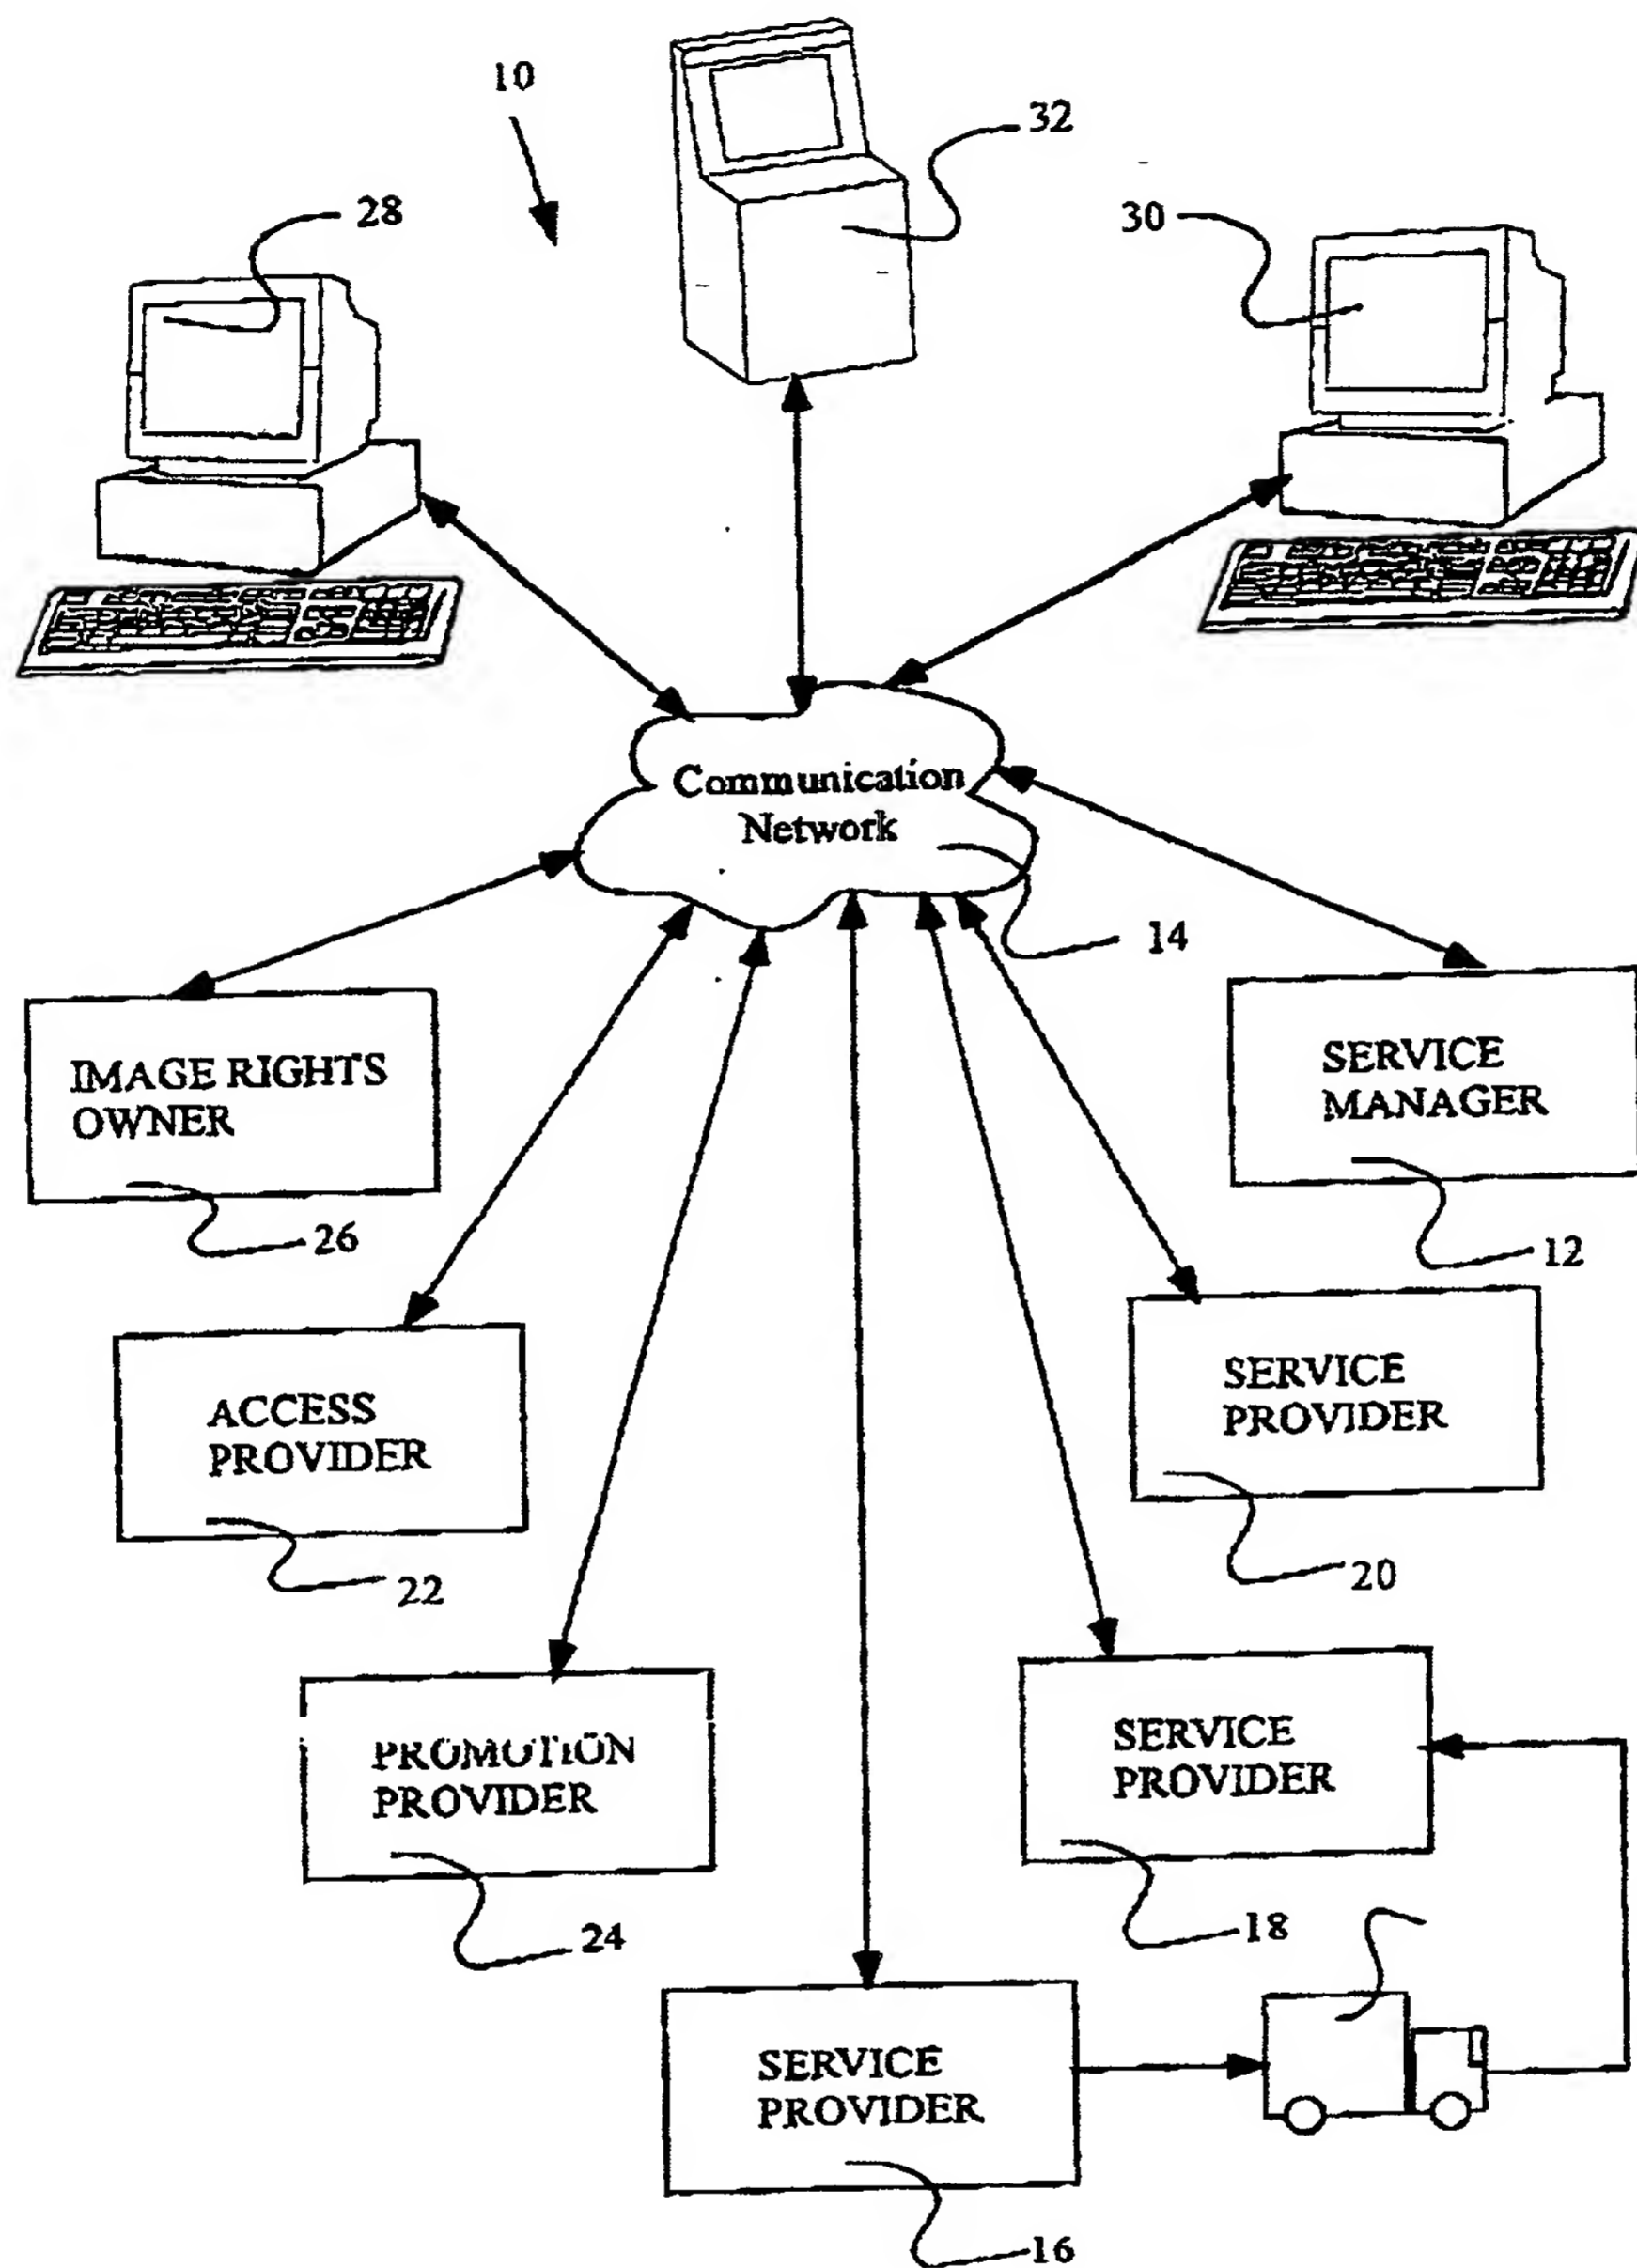 10
32
28
30
Communication
Network
14
IMAGE RIGHTS
OWNER
26
SERVICE
MANAGER
12
ACCESS
PROVIDER
22
SERVICE
PROVIDER
20
PROMOTION
PROVIDER
24
SERVICE
PROVIDER
18
SERVICE
PROVIDER
16